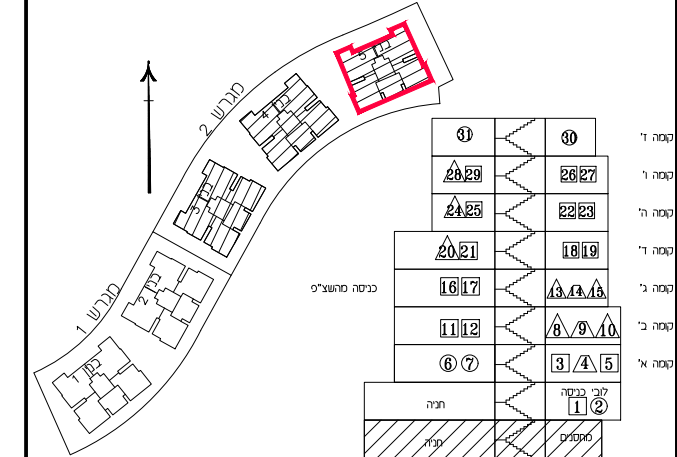 מגרש 2
בנין 5
בנין 4
בנין 3
מגרש 1
בנין 2
בנין 1
31 30 קומה ז'
28 29 26 27 קומה ו'
24 25 22 23 קומה ה'
20 21 18 19 קומה ד'
כניסה מהשצ"פ 16 17 13 14 15 קומה ג'
11 12 8 9 10 קומה ב'
6 7 3 4 5 קומה א'
חניה לובי כניסה
1 2
חניה מחסנים